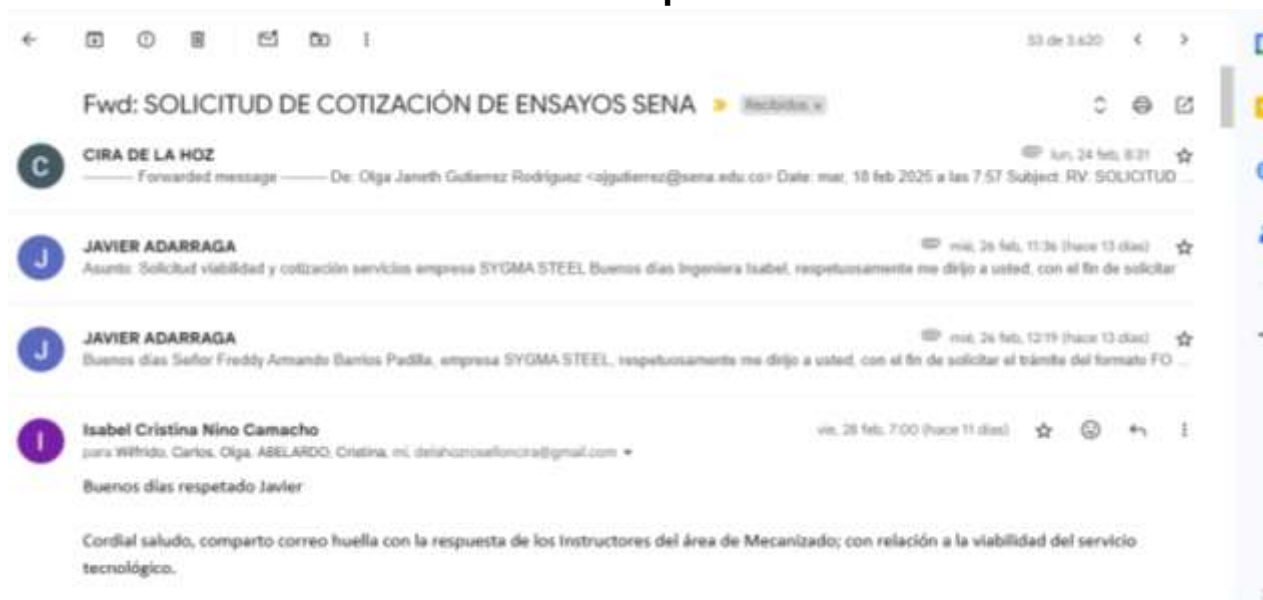 53 de 3.620
Fwd: SOLICITUD DE COTIZACIÓN DE ENSAYOS SENA Recibidos
C
CIRA DE LA HOZ lun, 24 feb, 8:31
Forwarded message De: Olga Janeth Gutierrez Rodriguez <ojgutierrez@sena.edu.co> Date: mar, 18 feb 2025 a las 7:57 Subject: RV: SOLICITUD ...
J
JAVIER ADARRAGA mié, 26 feb, 11:36 (hace 13 días)
Asunto: Solicitud viabilidad y cotización servicios empresa SYGMA STEEL Buenos días Ingeniera Isabel, respetuosamente me dirijo a usted, con el fin de solicitar
J
JAVIER ADARRAGA mié, 26 feb, 12:19 (hace 13 días)
Buenos días Señor Freddy Armando Barrios Padilla, empresa SYGMA STEEL, respetuosamente me dirijo a usted, con el fin de solicitar el trámite del formato FO ...
I
Isabel Cristina Nino Camacho vie, 28 feb, 7:00 (hace 11 días)
para Wilfrido, Carlos, Olga, ABELARDO, Cristina, mí, delahozroselloncira@gmail.com
Buenos días respetado Javier
Cordial saludo, comparto correo huella con la respuesta de los Instructores del área de Mecanizado; con relación a la viabilidad del servicio
tecnológico.